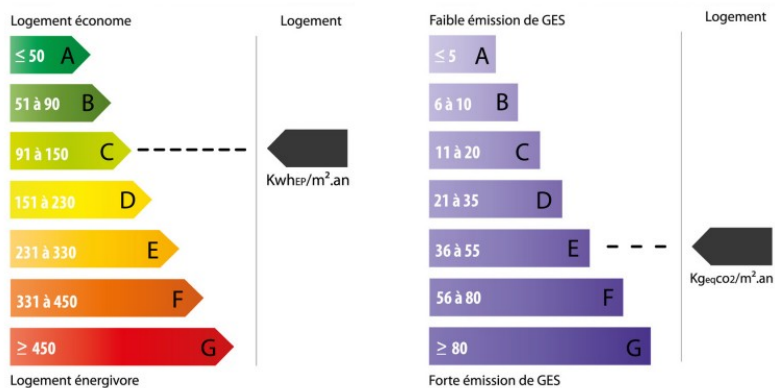 Logement économe
Logement
≤ 50 A
51 à 90 B
91 à 150 C
KwhEP/m².an
151 à 230 D
231 à 330 E
331 à 450 F
≥ 450 G
Logement énergivore
Faible émission de GES
Logement
≤ 5 A
6 à 10 B
11 à 20 C
21 à 35 D
36 à 55 E
Kgeqco2/m².an
56 à 80 F
≥ 80 G
Forte émission de GES